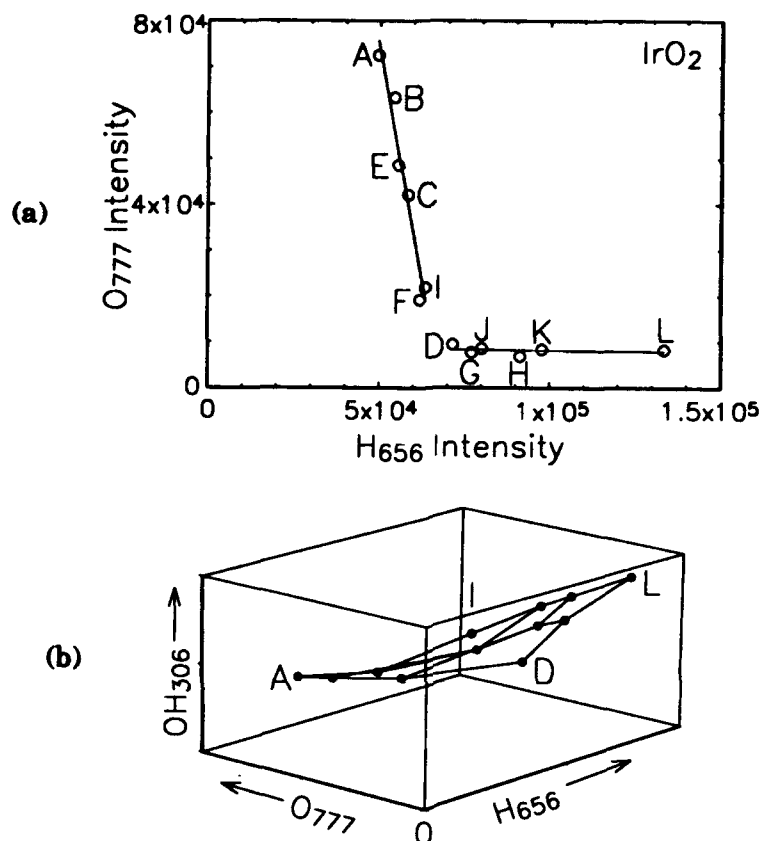 (a)
8x10⁴
4x10⁴
0
O₇₇₇ Intensity
IrO₂
A
B
E
C
I
F
D
J
K
L
G
H
0
5x10⁴
1x10⁵
1.5x10⁵
H₆₅₆ Intensity
(b)
OH₃₀₆
A
I
L
D
O₇₇₇
0
H₆₅₆